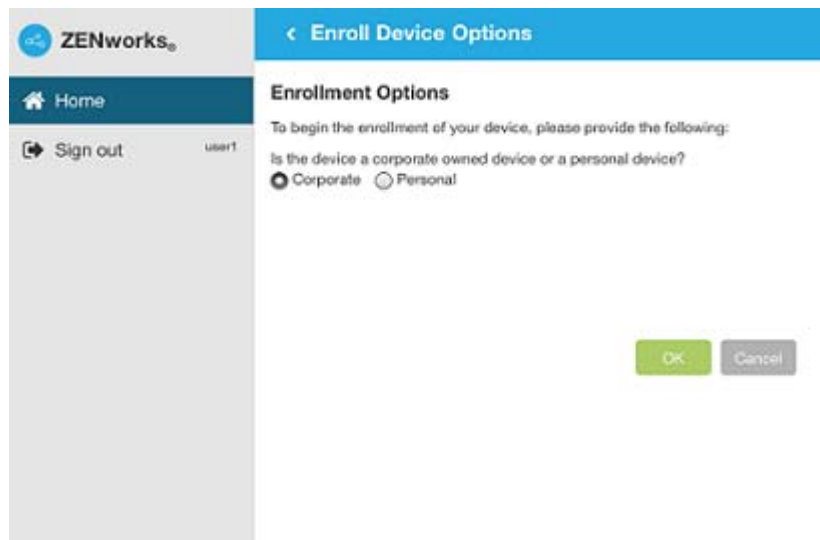 ZENworks®
Home
Sign out user1
Enroll Device Options
Enrollment Options
To begin the enrollment of your device, please provide the following:
Is the device a corporate owned device or a personal device?
Corporate Personal
OK Cancel